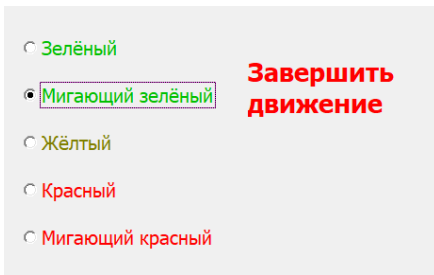 Зелёный
Завершить
Мигающий зелёный
движение
Жёлтый
Красный
Мигающий красный